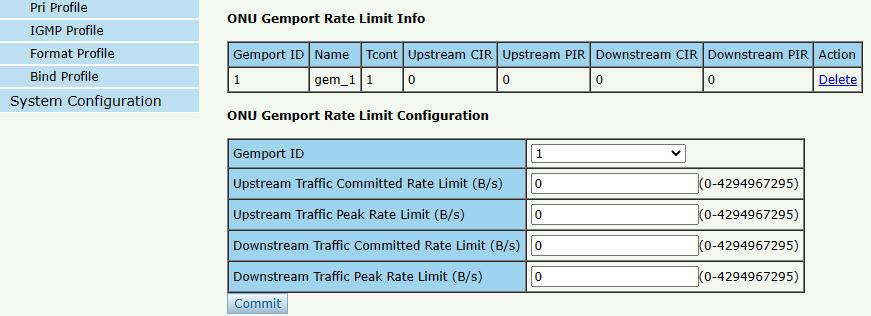 Pri Profile
IGMP Profile
Format Profile
Bind Profile
System Configuration
ONU Gemport Rate Limit Info
Gemport ID Name Tcont Upstream CIR Upstream PIR Downstream CIR Downstream PIR Action
1 gem_1 1 0 0 0 0 Delete
ONU Gemport Rate Limit Configuration
Gemport ID 1
Upstream Traffic Committed Rate Limit (B/s) 0 (0-4294967295)
Upstream Traffic Peak Rate Limit (B/s) 0 (0-4294967295)
Downstream Traffic Committed Rate Limit (B/s) 0 (0-4294967295)
Downstream Traffic Peak Rate Limit (B/s) 0 (0-4294967295)
Commit